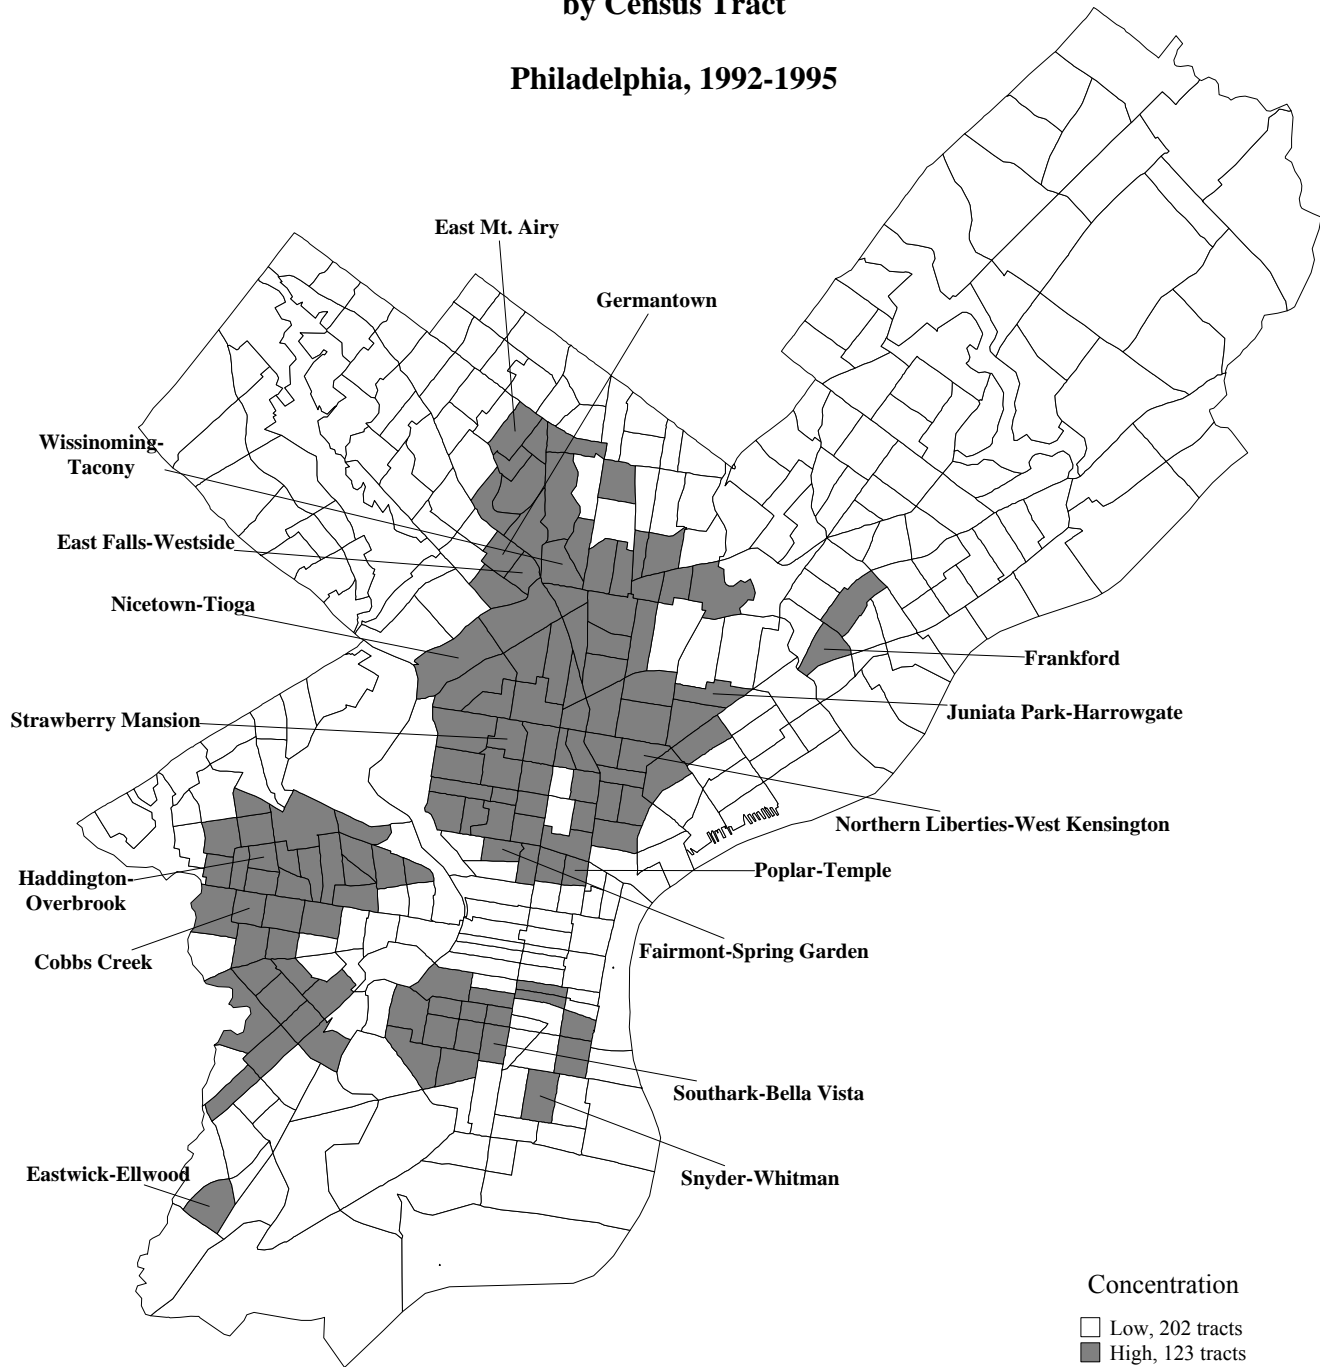 by Census Tract
Philadelphia, 1992-1995
East Mt. Airy
Germantown
Wissinoming-
Tacony
East Falls-Westside
Nicetown-Tioga
Frankford
Juniata Park-Harrowgate
Strawberry Mansion
Northern Liberties-West Kensington
Poplar-Temple
Haddington-
Overbrook
Fairmont-Spring Garden
Cobbs Creek
Southark-Bella Vista
Eastwick-Ellwood
Snyder-Whitman
Concentration
Low, 202 tracts
High, 123 tracts